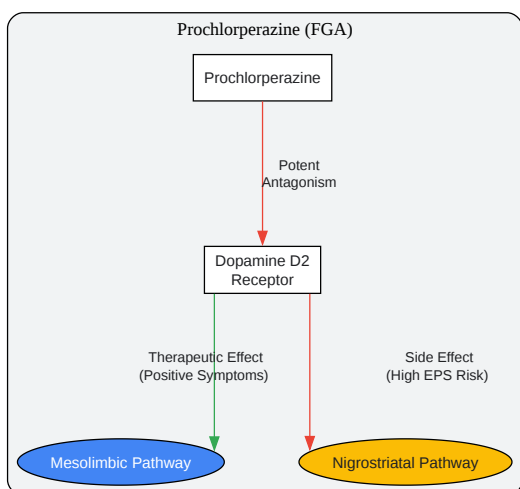 Prochlorperazine (FGA)
Prochlorperazine
Potent
Antagonism
Dopamine D2
Receptor
Therapeutic Effect
(Positive Symptoms)
Side Effect
(High EPS Risk)
Mesolimbic Pathway
Nigrostriatal Pathway